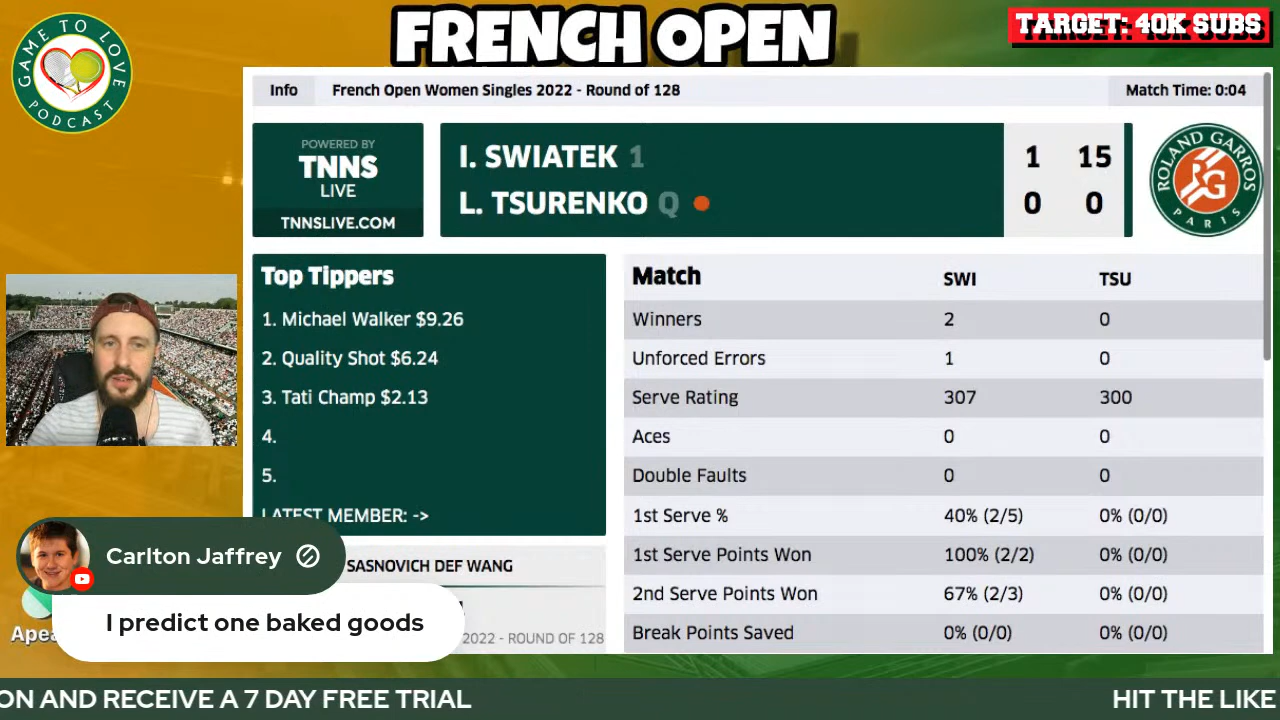 GAME TO LOVE
PODCAST
FRENCH OPEN
TARGET: 40K SUBS
Info
French Open Women Singles 2022 - Round of 128
Match Time: 0:04
POWERED BY
TNNS
LIVE
TNNSLIVE.COM
I. SWIATEK 1
1 15
L. TSURENKO Q
0 0
ROLAND GARROS
RG
PARIS
Top Tippers
1. Michael Walker $9.26
2. Quality Shot $6.24
3. Tati Champ $2.13
4.
5.
LATEST MEMBER: ->
Match SWI TSU
Winners 2 0
Unforced Errors 1 0
Serve Rating 307 300
Aces 0 0
Double Faults 0 0
1st Serve % 40% (2/5) 0% (0/0)
1st Serve Points Won 100% (2/2) 0% (0/0)
2nd Serve Points Won 67% (2/3) 0% (0/0)
Break Points Saved 0% (0/0) 0% (0/0)
SASNOVICH DEF WANG
2022 - ROUND OF 128
Carlton Jaffrey
I predict one baked goods
ON AND RECEIVE A 7 DAY FREE TRIAL
HIT THE LIKE